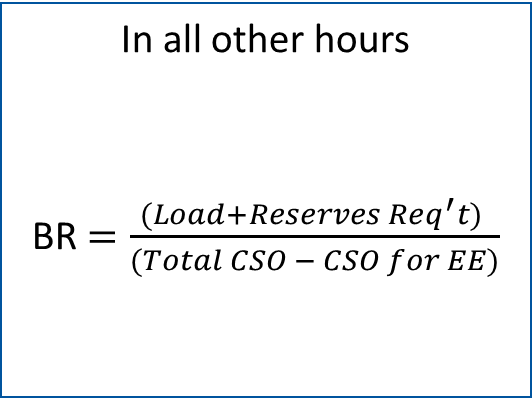 In all other hours
BR = (Load+Reserves Req't) / (Total CSO − CSO for EE)